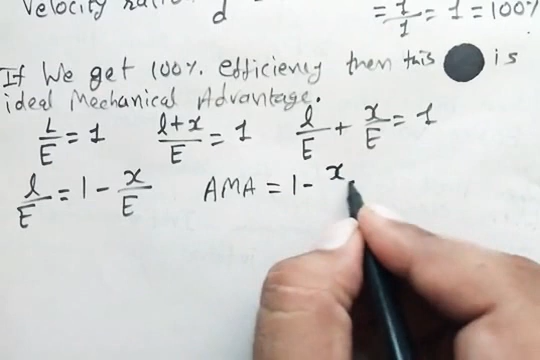 Velocity
d
= 1/1 = 1 = 100%
If We get 100%. efficiency then this is
ideal Mechanical Advantage.
L/E = 1 l+x/E = 1 l/E + x/E = 1
l/E = 1 - x/E AMA = 1 - x